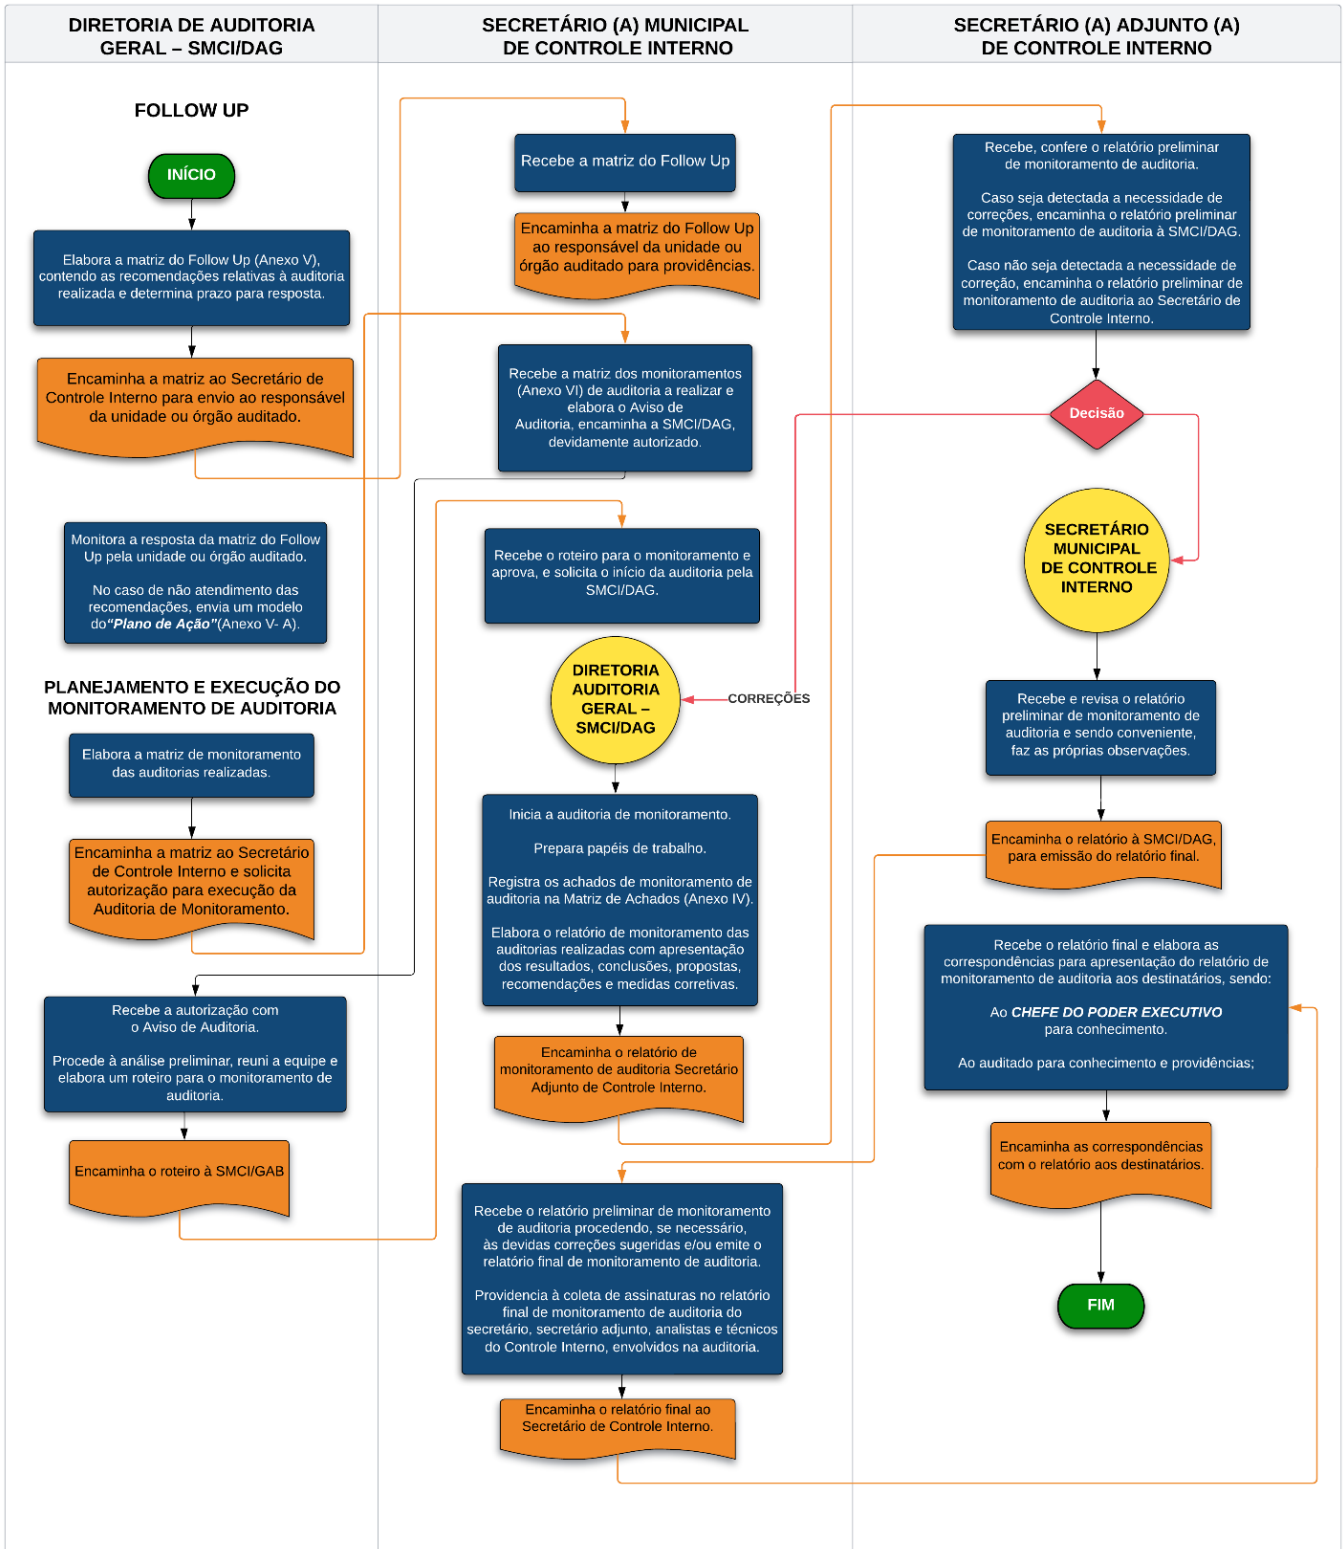 DIRETORIA DE AUDITORIA
GERAL – SMCI/DAG
SECRETÁRIO (A) MUNICIPAL
DE CONTROLE INTERNO
SECRETÁRIO (A) ADJUNTO (A)
DE CONTROLE INTERNO
FOLLOW UP
INÍCIO
Elabora a matriz do Follow Up (Anexo V),
contendo as recomendações relativas à auditoria
realizada e determina prazo para resposta.
Encaminha a matriz ao Secretário de
Controle Interno para envio ao responsável
da unidade ou órgão auditado.
Monitora a resposta da matriz do Follow
Up pela unidade ou órgão auditado.
No caso de não atendimento das
recomendações, envia um modelo
do“Plano de Ação”(Anexo V- A).
PLANEJAMENTO E EXECUÇÃO DO
MONITORAMENTO DE AUDITORIA
Elabora a matriz de monitoramento
das auditorias realizadas.
Encaminha a matriz ao Secretário
de Controle Interno e solicita
autorização para execução da
Auditoria de Monitoramento.
Recebe a autorização com
o Aviso de Auditoria.
Procede à análise preliminar, reuni a equipe e
elabora um roteiro para o monitoramento de
auditoria.
Encaminha o roteiro à SMCI/GAB
Recebe a matriz do Follow Up
Encaminha a matriz do Follow Up
ao responsável da unidade ou
órgão auditado para providências.
Recebe a matriz dos monitoramentos
(Anexo VI) de auditoria a realizar e
elabora o Aviso de
Auditoria, encaminha a SMCI/DAG,
devidamente autorizado.
Recebe o roteiro para o monitoramento e
aprova, e solicita o início da auditoria pela
SMCI/DAG.
DIRETORIA
AUDITORIA
GERAL –
SMCI/DAG
CORREÇÕES
Inicia a auditoria de monitoramento.
Prepara papéis de trabalho.
Registra os achados de monitoramento de
auditoria na Matriz de Achados (Anexo IV).
Elabora o relatório de monitoramento das
auditorias realizadas com apresentação
dos resultados, conclusões, propostas,
recomendações e medidas corretivas.
Encaminha o relatório de
monitoramento de auditoria Secretário
Adjunto de Controle Interno.
Recebe o relatório preliminar de monitoramento
de auditoria procedendo, se necessário,
às devidas correções sugeridas e/ou emite o
relatório final de monitoramento de auditoria.
Providencia à coleta de assinaturas no relatório
final de monitoramento de auditoria do
secretário, secretário adjunto, analistas e técnicos
do Controle Interno, envolvidos na auditoria.
Encaminha o relatório final ao
Secretário de Controle Interno.
Recebe, confere o relatório preliminar
de monitoramento de auditoria.
Caso seja detectada a necessidade de
correções, encaminha o relatório preliminar
de monitoramento de auditoria à SMCI/DAG.
Caso não seja detectada a necessidade de
correção, encaminha o relatório preliminar de
monitoramento de auditoria ao Secretário de
Controle Interno.
Decisão
SECRETÁRIO
MUNICIPAL
DE CONTROLE
INTERNO
Recebe e revisa o relatório
preliminar de monitoramento de
auditoria e sendo conveniente,
faz as próprias observações.
Encaminha o relatório à SMCI/DAG,
para emissão do relatório final.
Recebe o relatório final e elabora as
correspondências para apresentação do relatório de
monitoramento de auditoria aos destinatários, sendo:
Ao CHEFE DO PODER EXECUTIVO
para conhecimento.
Ao auditado para conhecimento e providências;
Encaminha as correspondências
com o relatório aos destinatários.
FIM